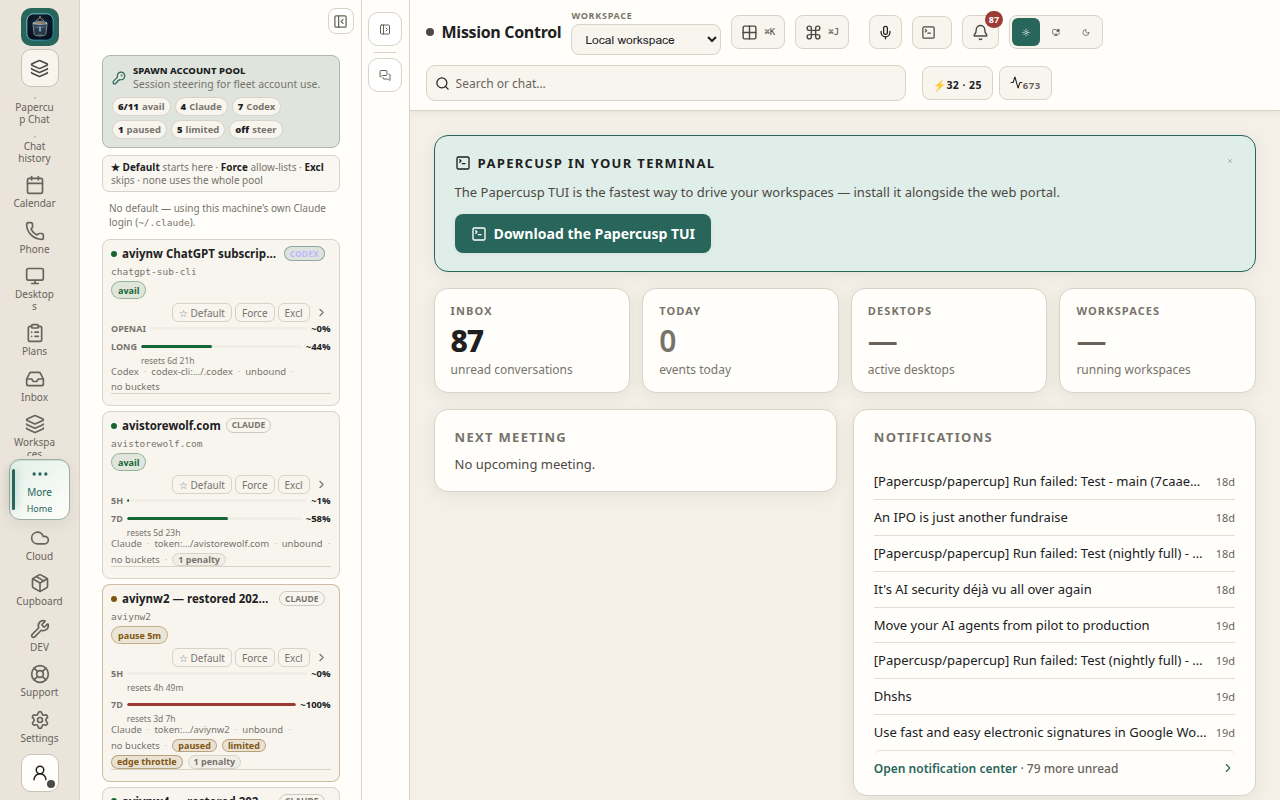 Papercu
p Chat
Chat
history
Calendar
Phone
Desktop
s
Plans
Inbox
Workspa
ces
More
Home
Cloud
Cupboard
DEV
Support
Settings
SPAWN ACCOUNT POOL
Session steering for fleet account use.
6/11 avail
4 Claude
7 Codex
1 paused
5 limited
off steer
★ Default starts here · Force allow-lists · Excl
skips · none uses the whole pool
No default — using this machine's own Claude
login (~/.claude).
aviynw ChatGPT subscrip... CODEX
chatgpt-sub-cli
avail
☆ Default Force Excl
OPENAI ~0%
LONG ~44%
resets 6d 21h
Codex · codex-cli:.../.codex · unbound ·
no buckets
avistorewolf.com CLAUDE
avistorewolf.com
avail
☆ Default Force Excl
5H ~1%
7D ~58%
resets 5d 23h
Claude · token:.../avistorewolf.com · unbound ·
no buckets · 1 penalty
aviynw2 — restored 202... CLAUDE
aviynw2
pause 5m
☆ Default Force Excl
5H ~0%
resets 4h 49m
7D ~100%
resets 3d 7h
Claude · token:.../aviynw2 · unbound ·
no buckets · paused limited
edge throttle 1 penalty
Mission Control
WORKSPACE
Local workspace
⌘K
⌘J
87
Search or chat...
⚡32 · 25
673
PAPERCUSP IN YOUR TERMINAL
×
The Papercusp TUI is the fastest way to drive your workspaces — install it alongside the web portal.
Download the Papercusp TUI
INBOX
87
unread conversations
TODAY
0
events today
DESKTOPS
—
active desktops
WORKSPACES
—
running workspaces
NEXT MEETING
No upcoming meeting.
NOTIFICATIONS
[Papercusp/papercup] Run failed: Test - main (7caae... 18d
An IPO is just another fundraise 18d
[Papercusp/papercup] Run failed: Test (nightly full) - ... 18d
It's AI security déjà vu all over again 18d
Move your AI agents from pilot to production 19d
[Papercusp/papercup] Run failed: Test (nightly full) - ... 19d
Dhshs 19d
Use fast and easy electronic signatures in Google Wo... 19d
Open notification center · 79 more unread